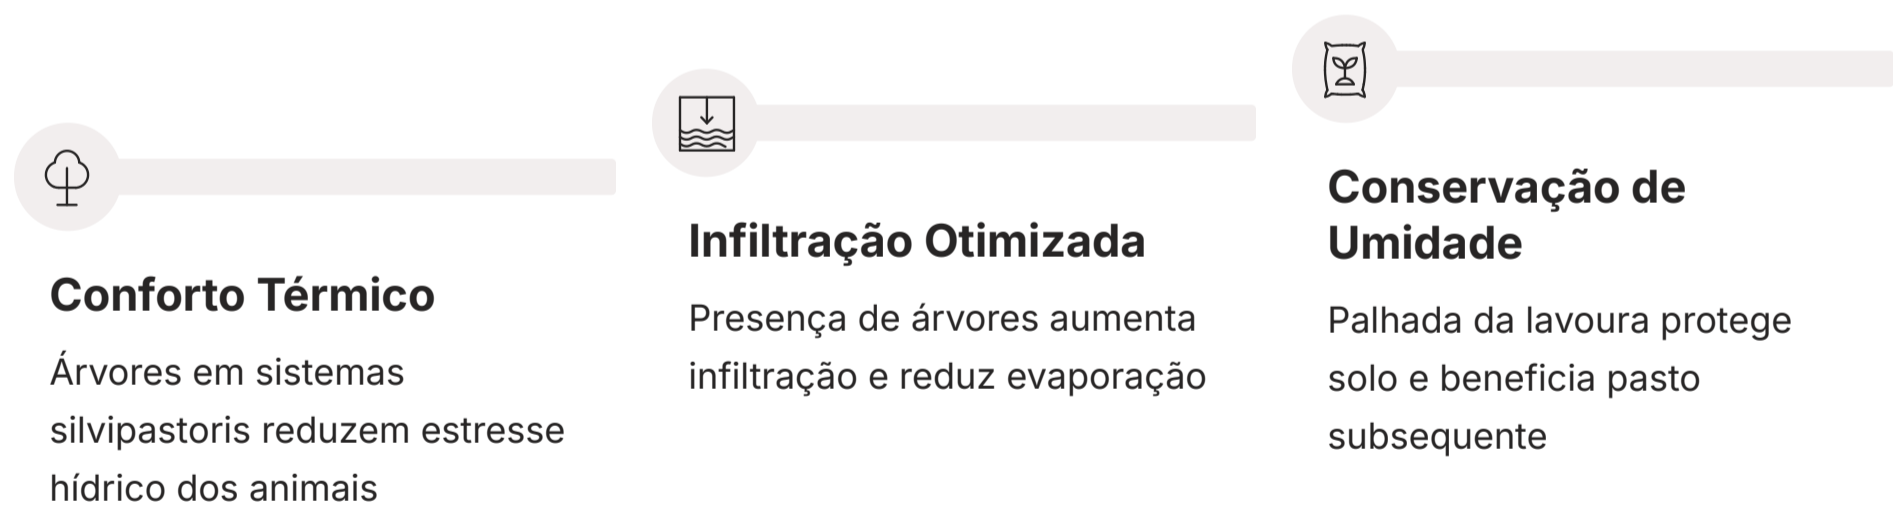 Conforto Térmico
Árvores em sistemas
silvipastoris reduzem estresse
hídrico dos animais
Infiltração Otimizada
Presença de árvores aumenta
infiltração e reduz evaporação
Conservação de
Umidade
Palhada da lavoura protege
solo e beneficia pasto
subsequente